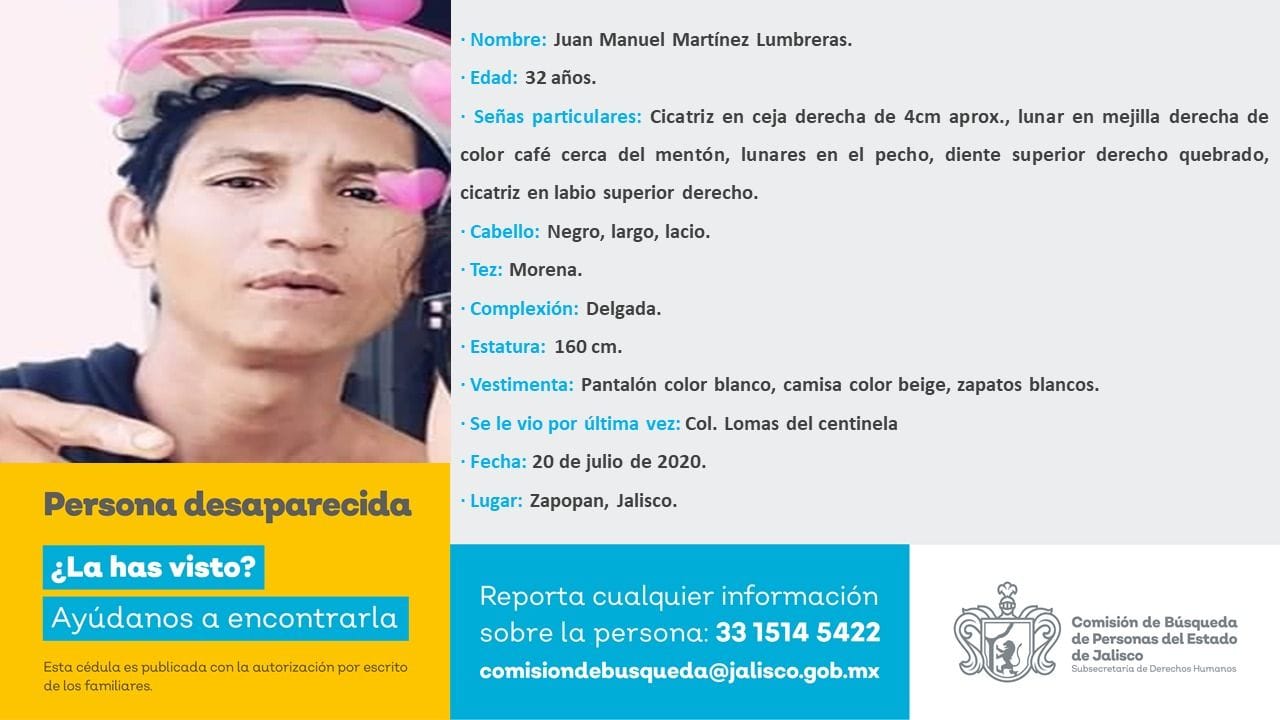 · Nombre: Juan Manuel Martínez Lumbreras.
· Edad: 32 años.
· Señas particulares: Cicatriz en ceja derecha de 4cm aprox., lunar en mejilla derecha de
color café cerca del mentón, lunares en el pecho, diente superior derecho quebrado,
cicatriz en labio superior derecho.
· Cabello: Negro, largo, lacio.
· Tez: Morena.
· Complexión: Delgada.
· Estatura: 160 cm.
· Vestimenta: Pantalón color blanco, camisa color beige, zapatos blancos.
· Se le vio por última vez: Col. Lomas del centinela
· Fecha: 20 de julio de 2020.
· Lugar: Zapopan, Jalisco.
Persona desaparecida
¿La has visto?
Ayúdanos a encontrarla
Esta cédula es publicada con la autorización por escrito
de los familiares.
Reporta cualquier información
sobre la persona: 33 1514 5422
comisiondebusqueda@jalisco.gob.mx
Comisión de Búsqueda
de Personas del Estado
de Jalisco
Subsecretaría de Derechos Humanos